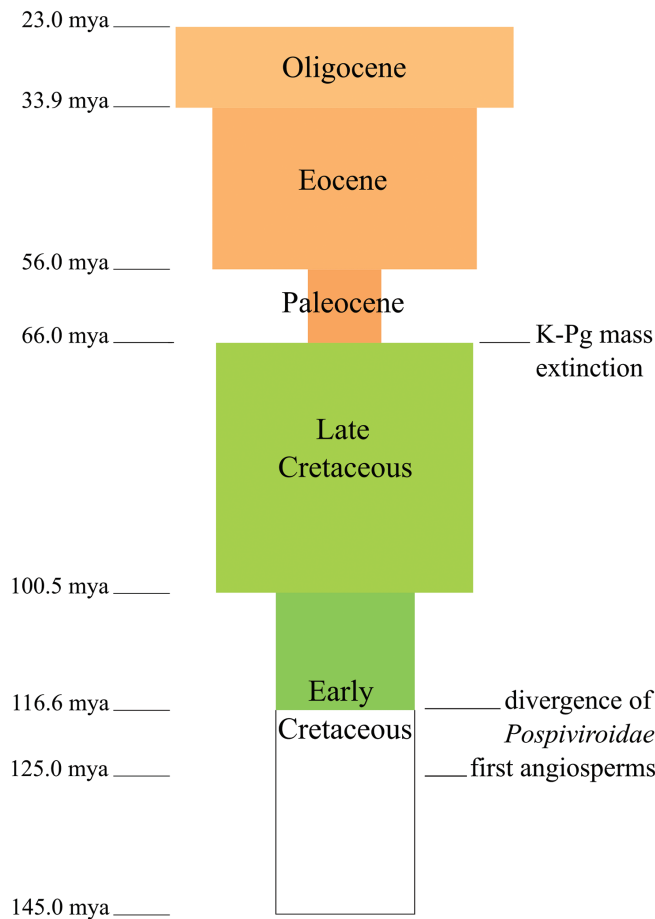 23.0 mya
Oligocene
33.9 mya
Eocene
56.0 mya
Paleocene
66.0 mya
K-Pg mass
extinction
Late
Cretaceous
100.5 mya
Early
Cretaceous
116.6 mya
divergence of
Pospiviroidae
125.0 mya
first angiosperms
145.0 mya